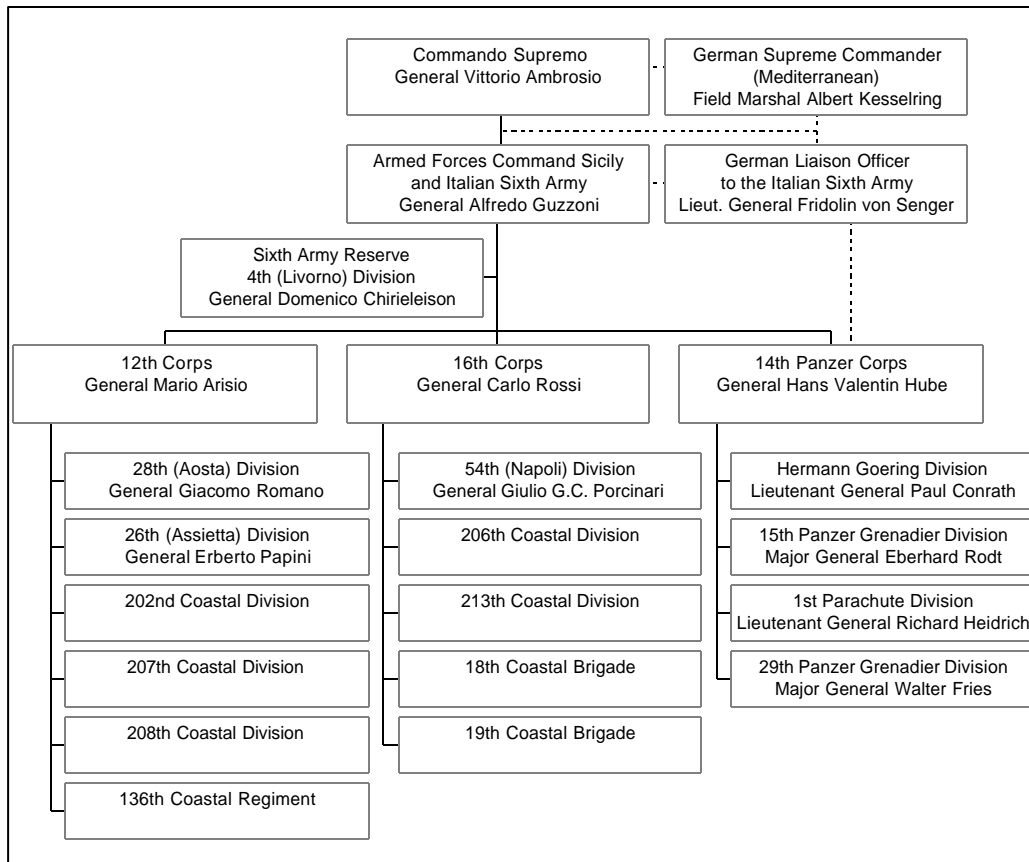 Commando Supremo
General Vittorio Ambrosio
German Supreme Commander
(Mediterranean)
Field Marshal Albert Kesselring
Armed Forces Command Sicily
and Italian Sixth Army
General Alfredo Guzzoni
German Liaison Officer
to the Italian Sixth Army
Lieut. General Fridolin von Senger
Sixth Army Reserve
4th (Livorno) Division
General Domenico Chirieleison
12th Corps
General Mario Arisio
16th Corps
General Carlo Rossi
14th Panzer Corps
General Hans Valentin Hube
28th (Aosta) Division
General Giacomo Romano
26th (Assietta) Division
General Erberto Papini
202nd Coastal Division
207th Coastal Division
208th Coastal Division
136th Coastal Regiment
54th (Napoli) Division
General Giulio G.C. Porcinari
206th Coastal Division
213th Coastal Division
18th Coastal Brigade
19th Coastal Brigade
Hermann Goering Division
Lieutenant General Paul Conrath
15th Panzer Grenadier Division
Major General Eberhard Rodt
1st Parachute Division
Lieutenant General Richard Heidrich
29th Panzer Grenadier Division
Major General Walter Fries